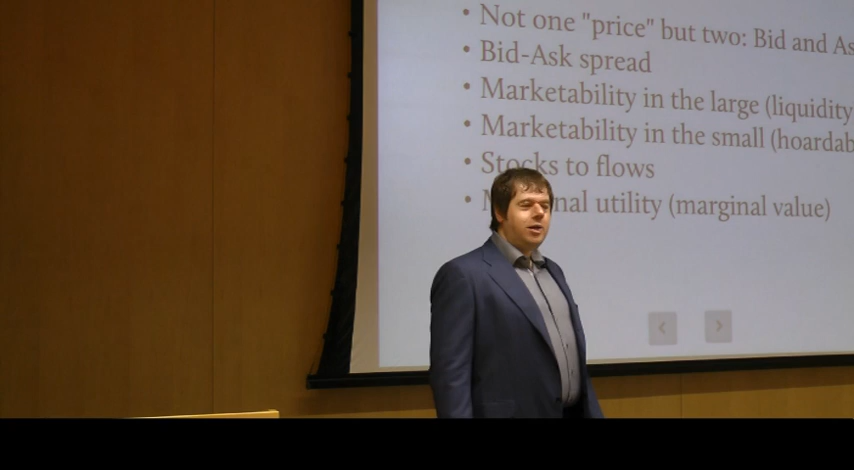 • Not one "price" but two: Bid and As
• Bid-Ask spread
• Marketability in the large (liquidity
• Marketability in the small (hoardab
• Stocks to flows
• M nal utility (marginal value)